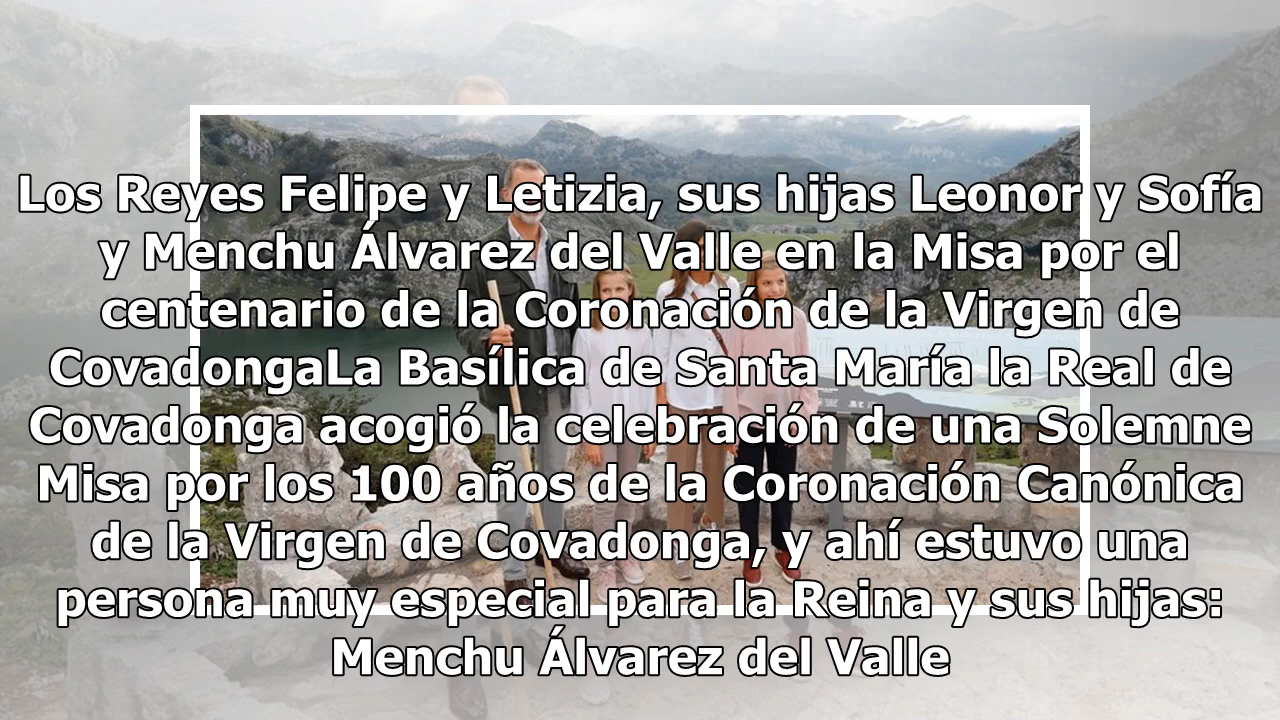 Los Reyes Felipe y Letizia, sus hijas Leonor y Sofía
y Menchu Álvarez del Valle en la Misa por el
centenario de la Coronación de la Virgen de
CovadongaLa Basílica de Santa María la Real de
Covadonga acogió la celebración de una Solemne
Misa por los 100 años de la Coronación Canónica
de la Virgen de Covadonga, y ahí estuvo una
persona muy especial para la Reina y sus hijas:
Menchu Álvarez del Valle